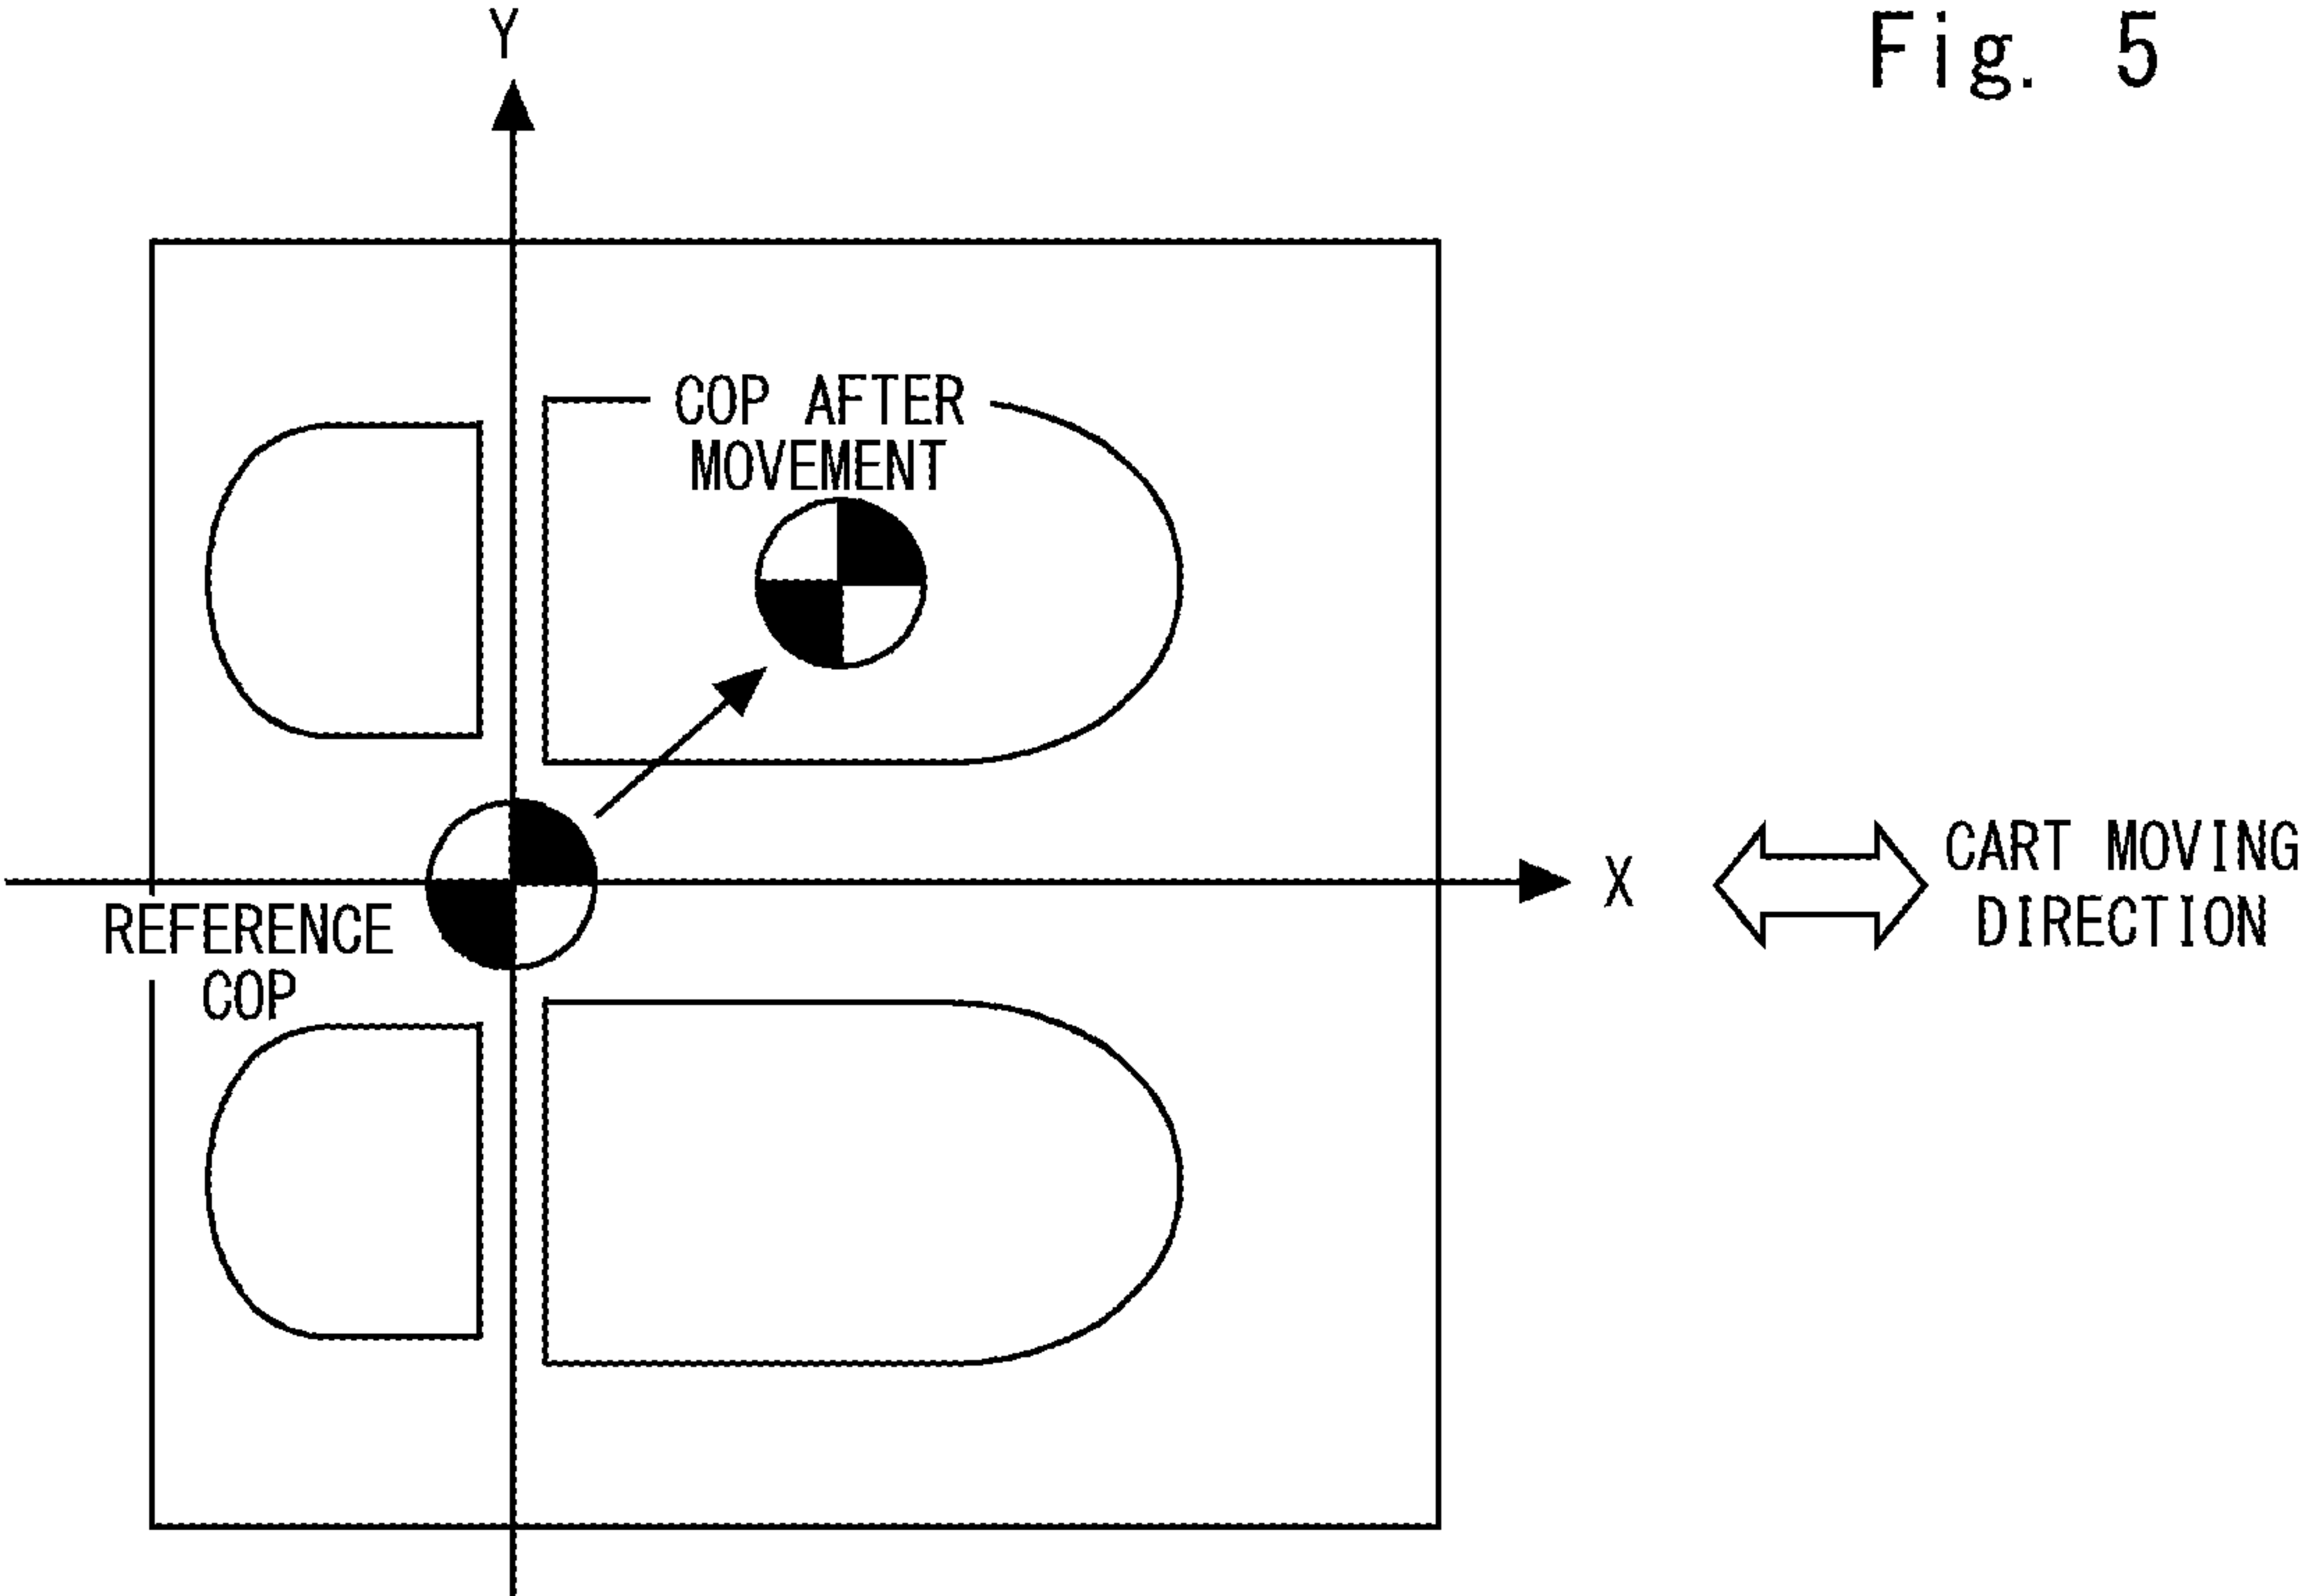 Fig. 5
Y
COP AFTER
MOVEMENT
X
CART MOVING
DIRECTION
REFERENCE
COP